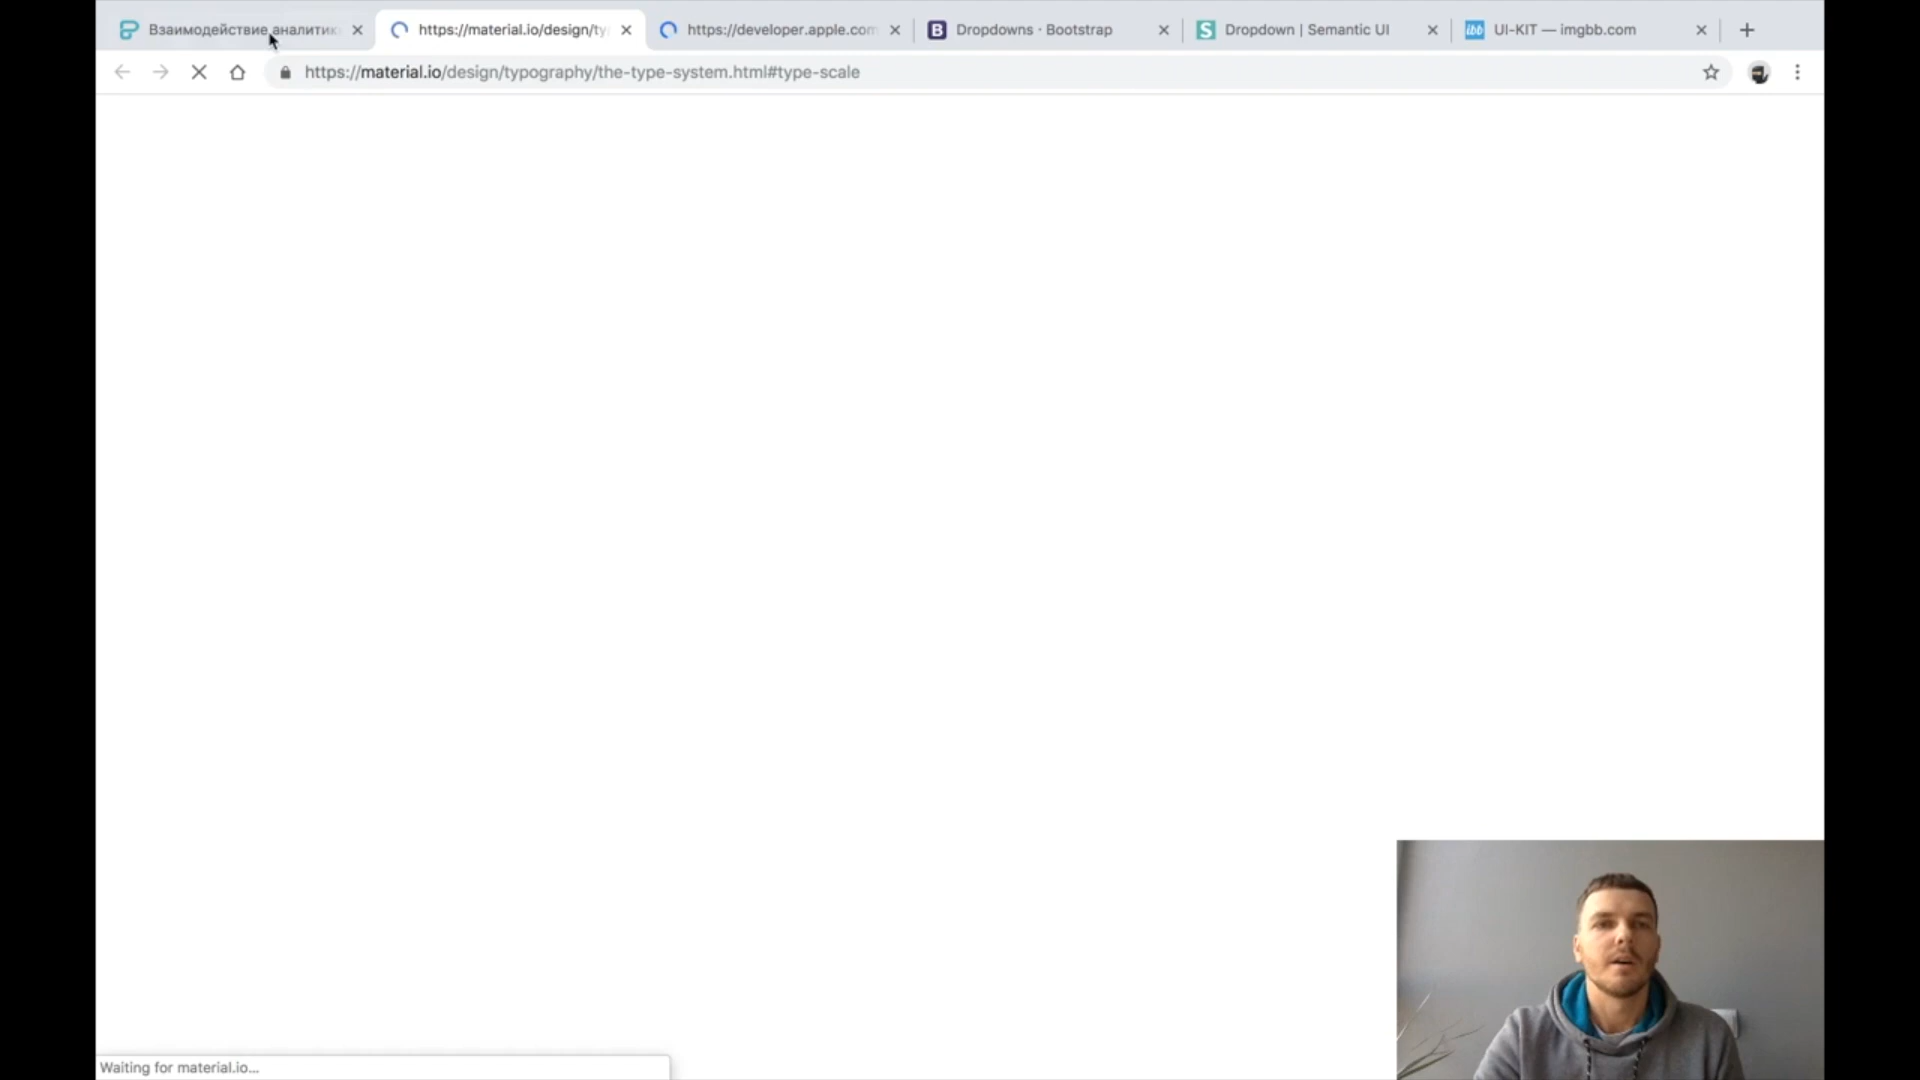 Взаимодействие аналитик
https://material.io/design/ty
https://developer.apple.com
B Dropdowns · Bootstrap
S Dropdown | Semantic UI
ibb UI-KIT — imgbb.com
https://material.io/design/typography/the-type-system.html#type-scale
Waiting for material.io...